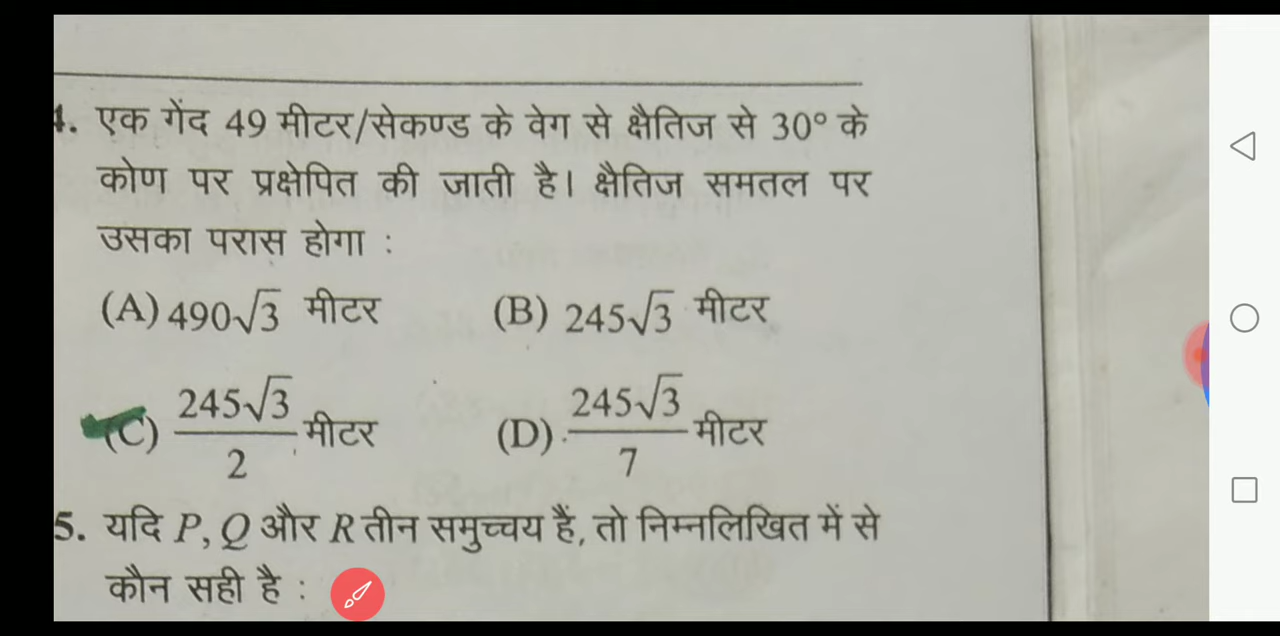 4. एक गेंद 49 मीटर/सेकण्ड के वेग से क्षैतिज से 30° के
कोण पर प्रक्षेपित की जाती है। क्षैतिज समतल पर
उसका परास होगा :
(A) 490√3 मीटर (B) 245√3 मीटर
(C) 245√3/2 मीटर (D) 245√3/7 मीटर
5. यदि P, Q और R तीन समुच्चय हैं, तो निम्नलिखित में से
कौन सही है :